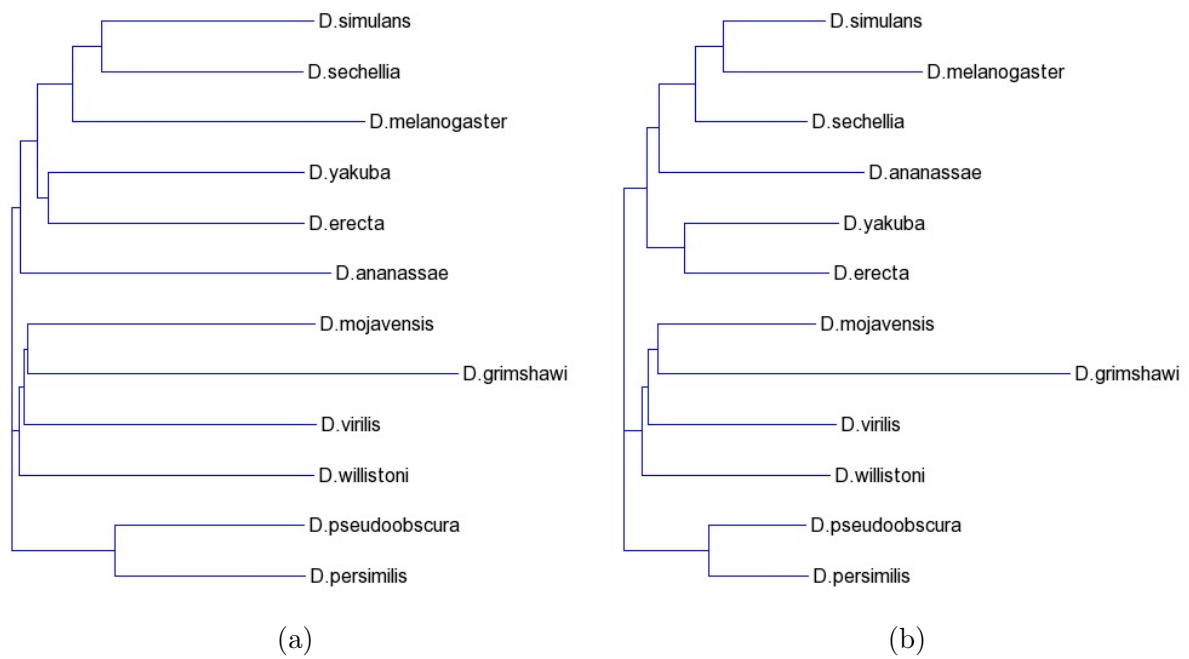 D.simulans
D.sechellia
D.melanogaster
D.yakuba
D.erecta
D.ananassae
D.mojavensis
D.grimshawi
D.virilis
D.willistoni
D.pseudoobscura
D.persimilis
(a)
D.simulans
D.melanogaster
D.sechellia
D.ananassae
D.yakuba
D.erecta
D.mojavensis
D.grimshawi
D.virilis
D.willistoni
D.pseudoobscura
D.persimilis
(b)